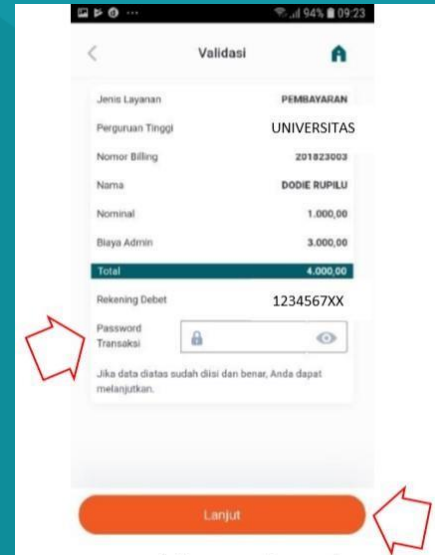 94% 09:23
Validasi
Jenis Layanan PEMBAYARAN
Perguruan Tinggi UNIVERSITAS
Nomor Billing 201823003
Nama DODIE RUPILU
Nominal 1.000,00
Biaya Admin 3.000,00
Total 4.000,00
Rekening Debet 1234567XX
Password
Transaksi
Jika data diatas sudah diisi dan benar, Anda dapat
melanjutkan.
Lanjut